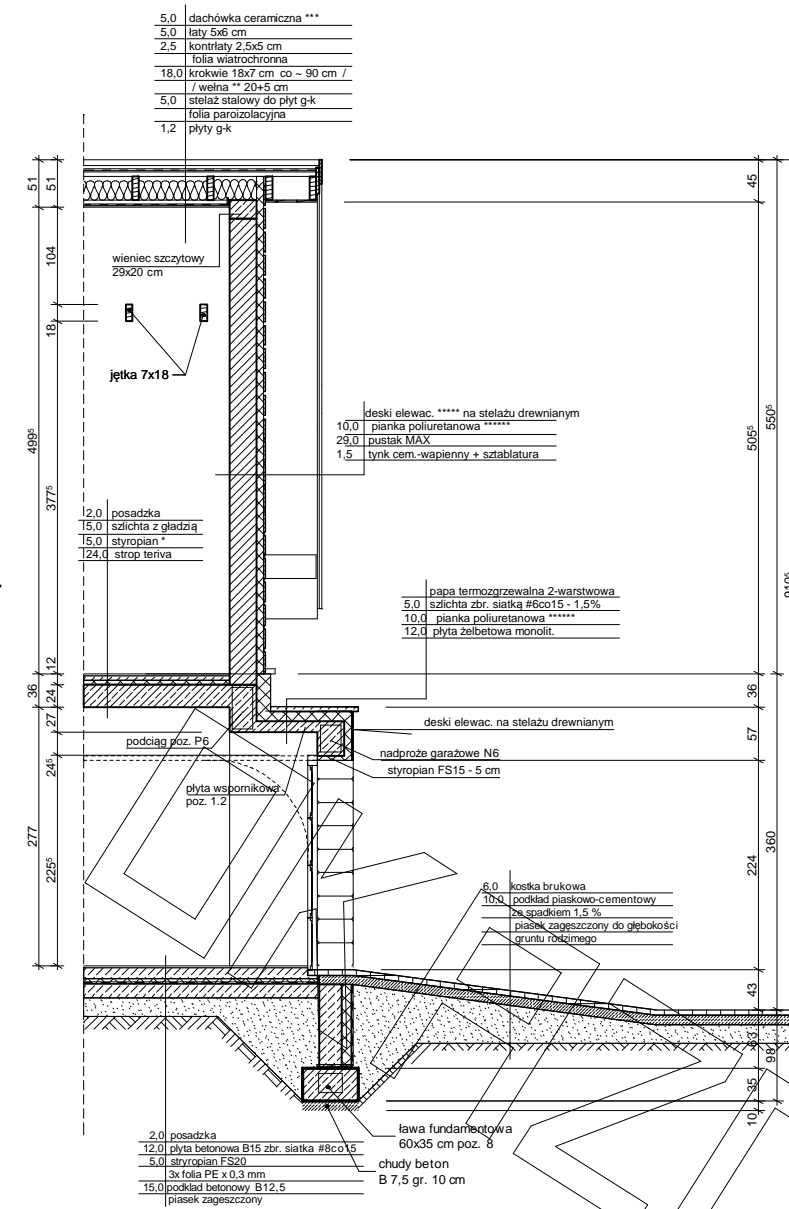 5,0 dachówka ceramiczna ***
5,0 łaty 5x6 cm
2,5 kontrłaty 2,5x5 cm
folia wiatrochronna
18,0 krokwie 18x7 cm co ~ 90 cm /
/ wełna ** 20+5 cm
5,0 stelaż stalowy do płyt g-k
folia paroizolacyjna
1,2 płyty g-k
51
51
45
104
wieniec szczytowy
29x20 cm
18
jętka 7x18
deski elewac. ***** na stelażu drewnianym
10,0 pianka poliuretanowa ******
29,0 pustak MAX
1,5 tynk cem.-wapienny + sztablatura
499⁵
377⁵
505⁵
550⁵
910⁵
2,0 posadzka
5,0 szlichta z gładzią
5,0 styropian *
24,0 strop teriva
papa termozgrzewalna 2-warstwowa
5,0 szlichta zbr. siatką #6co15 - 1,5%
10,0 pianka poliuretanowa ******
12,0 płyta żelbetowa monolit.
12
36
24
36
27
57
deski elewac. na stelażu drewnianym
podciąg poz. P6
nadproże garażowe N6
styropian FS15 - 5 cm
24⁵
płyta wspornikowa
poz. 1.2
277
225⁵
224
360
6,0 kostka brukowa
10,0 podkład piaskowo-cementowy
ze spadkiem 1,5 %
piasek zagęszczony do głębokości
gruntu rodzimego
43
63
98
35
10
ława fundamentowa
60x35 cm poz. 8
chudy beton
B 7,5 gr. 10 cm
2,0 posadzka
12,0 płyta betonowa B15 zbr. siatka #8co15
5,0 stryropian FS20
3x folia PE x 0,3 mm
15,0 podkład betonowy B12,5
piasek zagęszczony